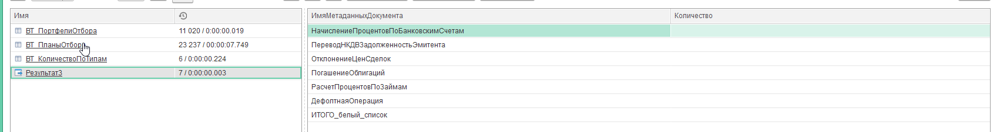 Имя
ВТ_ПортфелиОтбора 11 020 / 0:00:00.019
ВТ_ПланыОтбора 23 237 / 00:00:07.749
ВТ_КоличествоПоТипам 6 / 0:00:00.224
Результат3 7 / 0:00:00.003
ИмяМетаданныхДокумента Количество
НачислениеПроцентовПоБанковскимСчетам
ПереводНКДВЗадолженностьЭмитента
ОтклонениеЦенСделок
ПогашениеОблигаций
РасчетПроцентовПоЗаймам
ДефолтнаяОперация
ИТОГО_белый_список